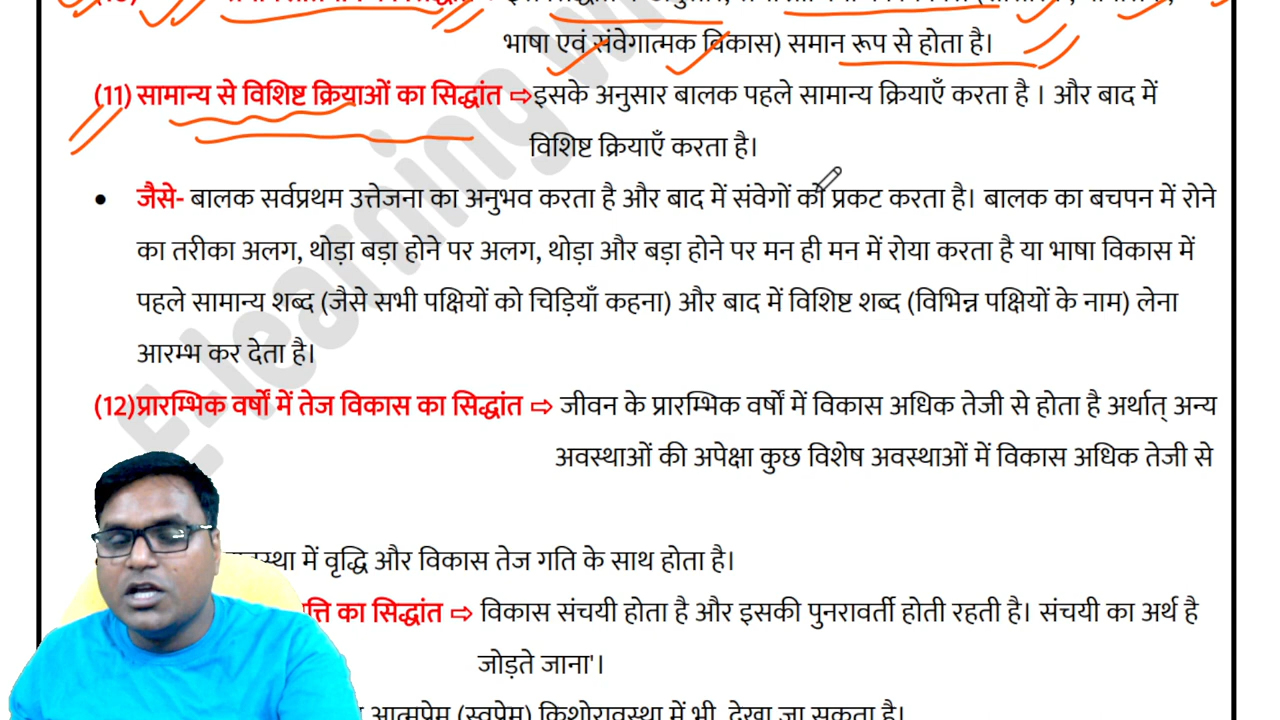 भाषा एवं संवेगात्मक विकास) समान रूप से होता है।
(11) सामान्य से विशिष्ट क्रियाओं का सिद्धांत ⇨इसके अनुसार बालक पहले सामान्य क्रियाएँ करता है । और बाद में
विशिष्ट क्रियाएँ करता है।
• जैसे- बालक सर्वप्रथम उत्तेजना का अनुभव करता है और बाद में संवेगों को प्रकट करता है। बालक का बचपन में रोने
का तरीका अलग, थोड़ा बड़ा होने पर अलग, थोड़ा और बड़ा होने पर मन ही मन में रोया करता है या भाषा विकास में
पहले सामान्य शब्द (जैसे सभी पक्षियों को चिड़ियाँ कहना) और बाद में विशिष्ट शब्द (विभिन्न पक्षियों के नाम) लेना
आरम्भ कर देता है।
(12)प्रारम्भिक वर्षों में तेज विकास का सिद्धांत ⇨ जीवन के प्रारम्भिक वर्षों में विकास अधिक तेजी से होता है अर्थात् अन्य
अवस्थाओं की अपेक्षा कुछ विशेष अवस्थाओं में विकास अधिक तेजी से
में वृद्धि और विकास तेज गति के साथ होता है।
का सिद्धांत ⇨ विकास संचयी होता है और इसकी पुनरावर्ती होती रहती है। संचयी का अर्थ है
जोड़ते जाना'।
आत्मप्रेम (स्वप्रेम) किशोरावस्था में भी देखा जा सकता है।
E-learning